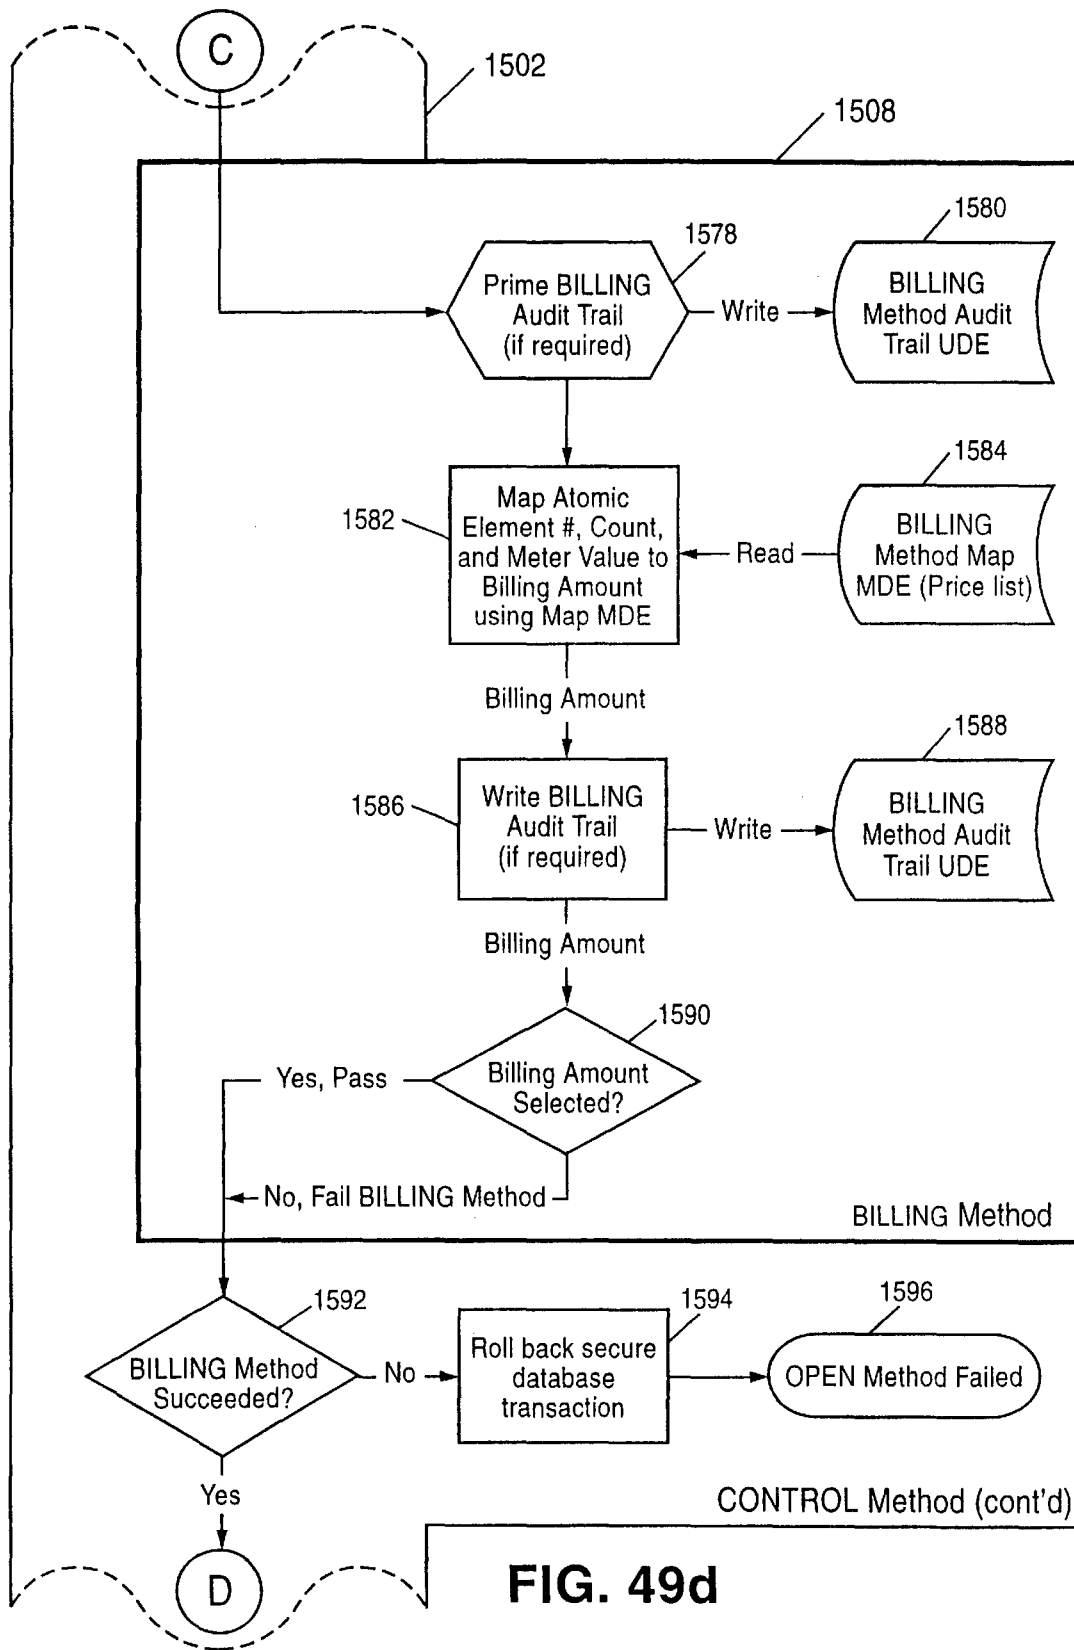 C
1502
1508
1580
1578
Prime BILLING
Audit Trail
(if required)
Write
BILLING
Method Audit
Trail UDE
1584
1582
Map Atomic
Element #, Count,
and Meter Value to
Billing Amount
using Map MDE
Read
BILLING
Method Map
MDE (Price list)
Billing Amount
1588
1586
Write BILLING
Audit Trail
(if required)
Write
BILLING
Method Audit
Trail UDE
Billing Amount
1590
Yes, Pass
Billing Amount
Selected?
No, Fail BILLING Method
BILLING Method
1592
1594
1596
BILLING Method
Succeeded?
No
Roll back secure
database
transaction
OPEN Method Failed
Yes
CONTROL Method (cont'd)
D
FIG. 49d